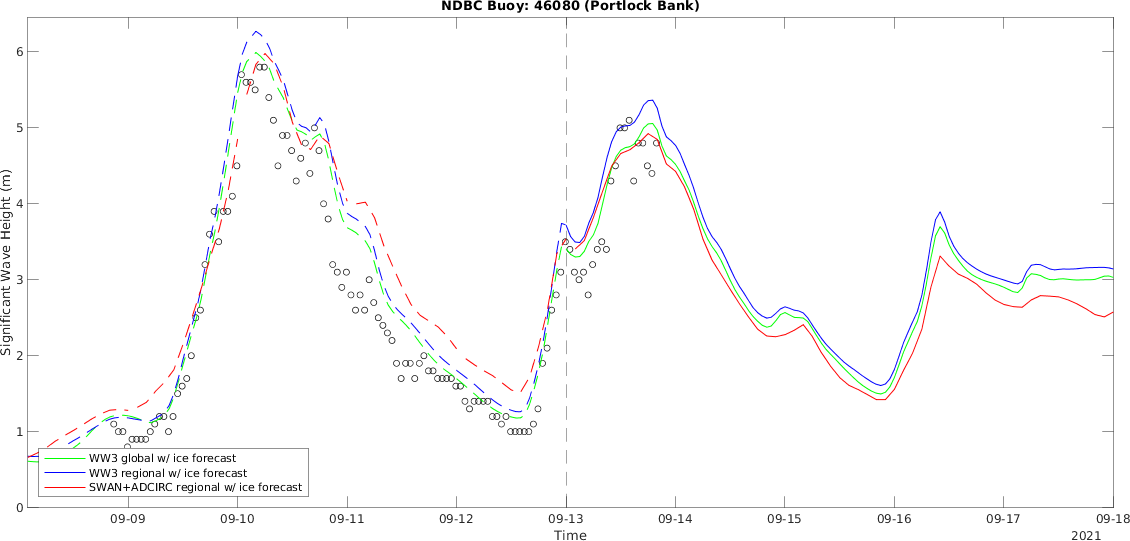 NDBC Buoy: 46080 (Portlock Bank)
Significant Wave Height (m)
6
5
4
3
2
1
0
WW3 global w/ ice forecast
WW3 regional w/ ice forecast
SWAN+ADCIRC regional w/ ice forecast
09-09 09-10 09-11 09-12 09-13 09-14 09-15 09-16 09-17 09-18
Time
2021